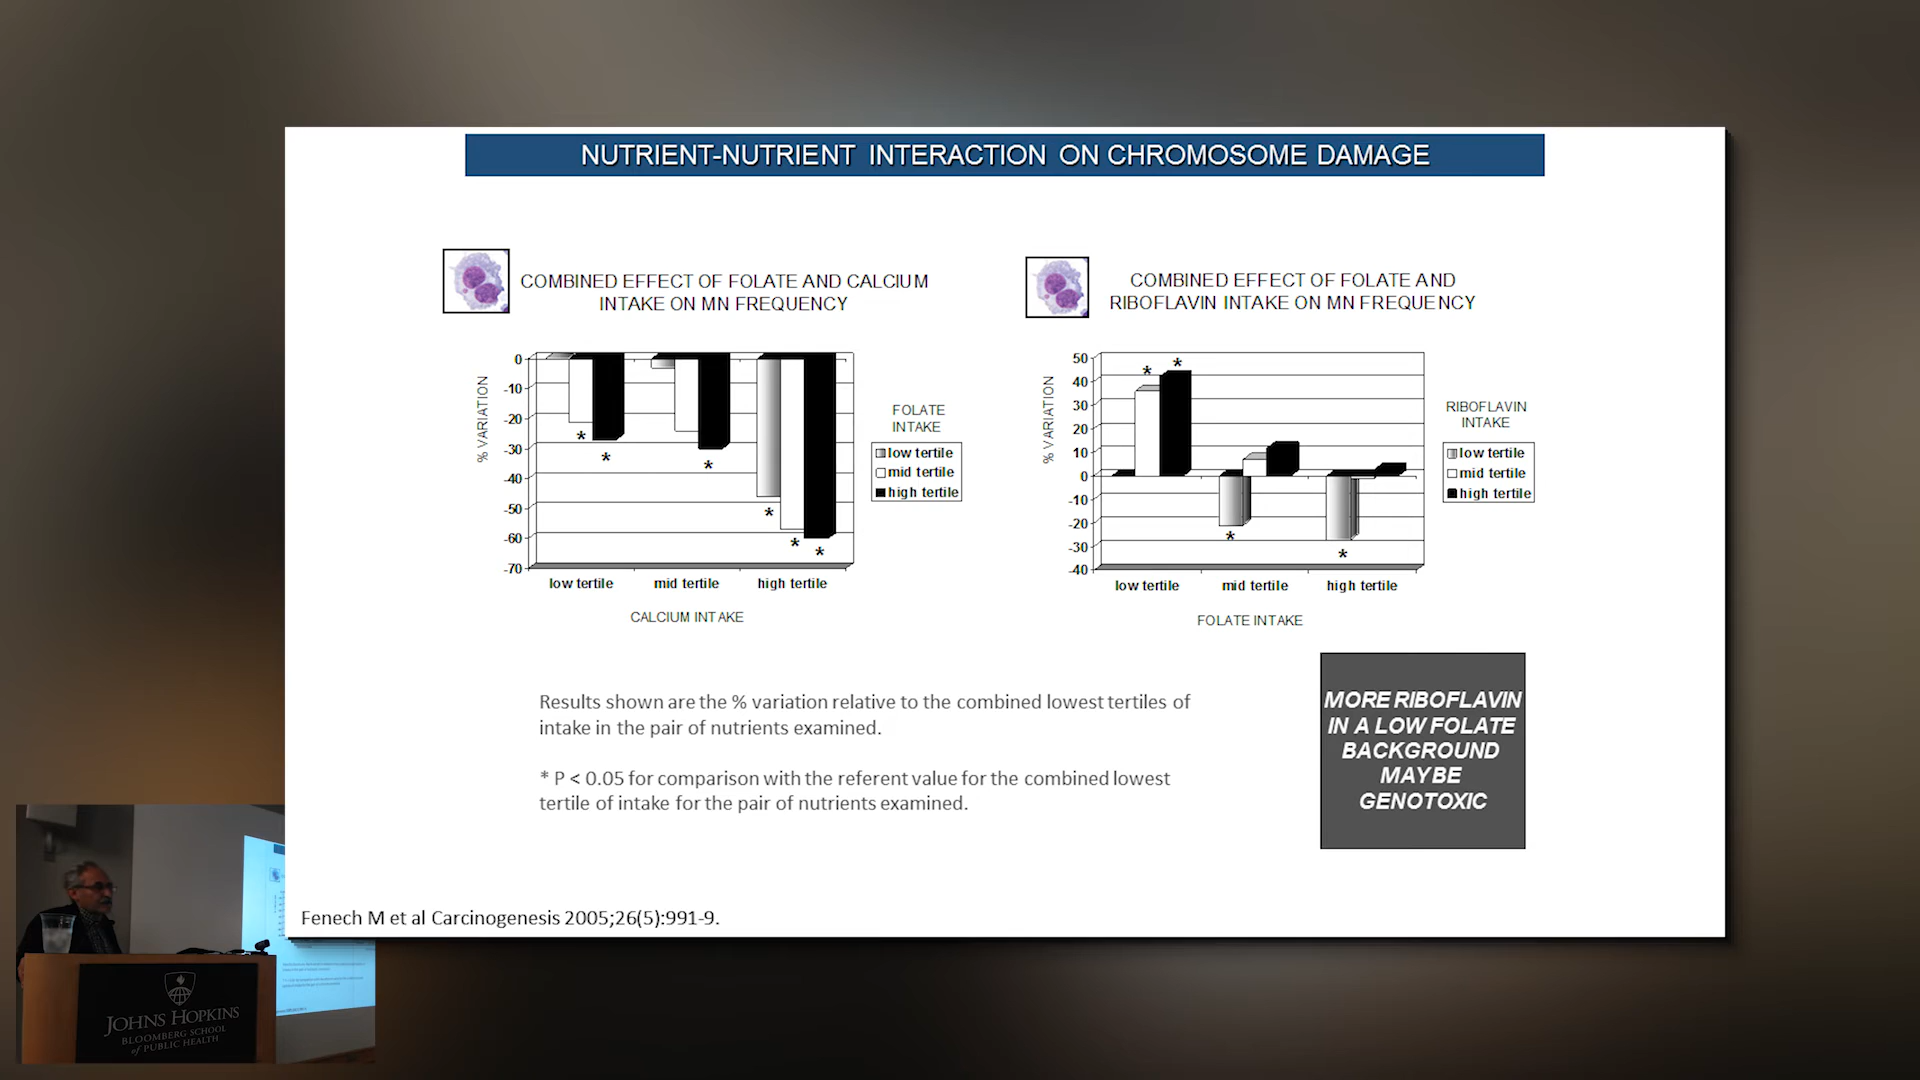 NUTRIENT-NUTRIENT INTERACTION ON CHROMOSOME DAMAGE
COMBINED EFFECT OF FOLATE AND CALCIUM
INTAKE ON MN FREQUENCY
% VARIATION
0
-10
-20
-30
-40
-50
-60
-70
*
*
*
*
*
*
low tertile
mid tertile
high tertile
CALCIUM INTAKE
FOLATE
INTAKE
low tertile
mid tertile
high tertile
COMBINED EFFECT OF FOLATE AND
RIBOFLAVIN INTAKE ON MN FREQUENCY
% VARIATION
50
40
30
20
10
0
-10
-20
-30
-40
*
*
*
*
low tertile
mid tertile
high tertile
FOLATE INTAKE
RIBOFLAVIN
INTAKE
low tertile
mid tertile
high tertile
Results shown are the % variation relative to the combined lowest tertiles of
intake in the pair of nutrients examined.
* P < 0.05 for comparison with the referent value for the combined lowest
tertile of intake for the pair of nutrients examined.
MORE RIBOFLAVIN
IN A LOW FOLATE
BACKGROUND
MAYBE
GENOTOXIC
Fenech M et al Carcinogenesis 2005;26(5):991-9.
JOHNS HOPKINS
BLOOMBERG SCHOOL
of PUBLIC HEALTH